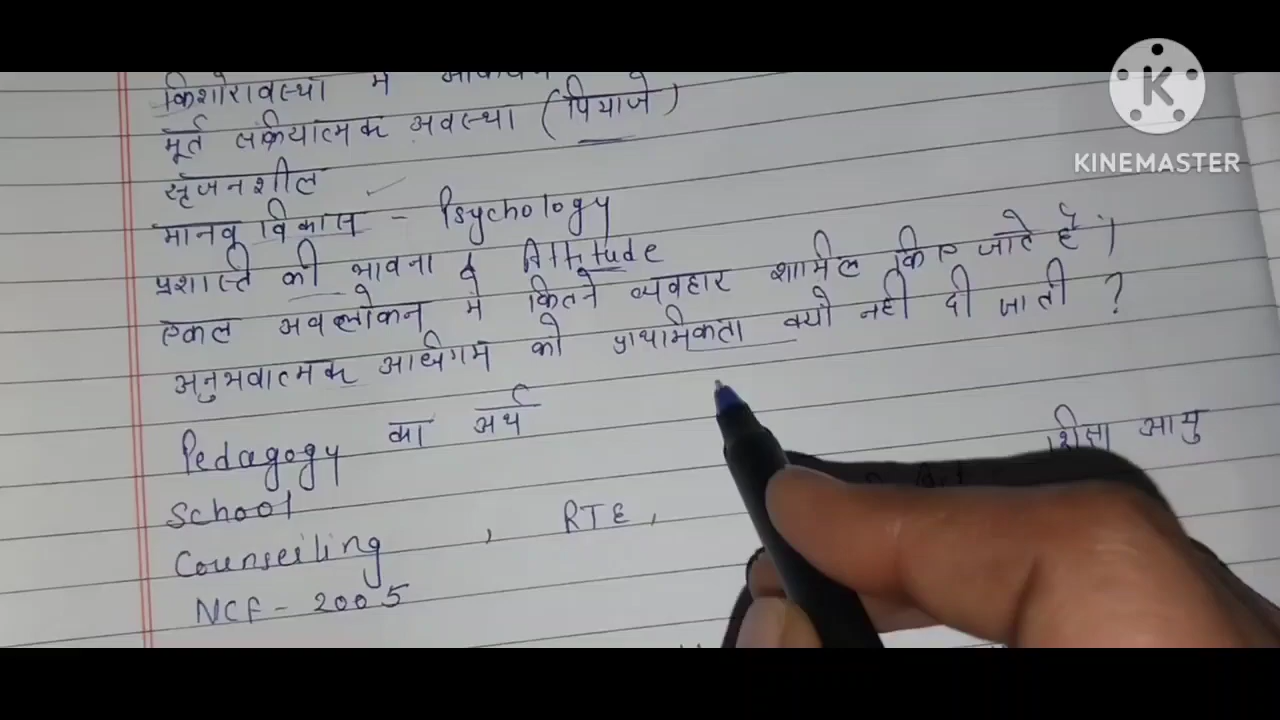 किशोरावस्था में
मूर्त संक्रियात्मक अवस्था (पियाजे)
सृजनशील
मानव विकास - Psychology
प्रशास्ति की भावना Attitude
एकल अवलोकन में कितने व्यवहार शामिल किए जाते हैं।
अनुभवात्मक अधिगम को प्राथमिकता क्यों नही दी जाती ?
Pedagogy का अर्थ
शिक्षा आयु
School
Counseiling , RTE,
NCF - 2005
K
KINEMASTER